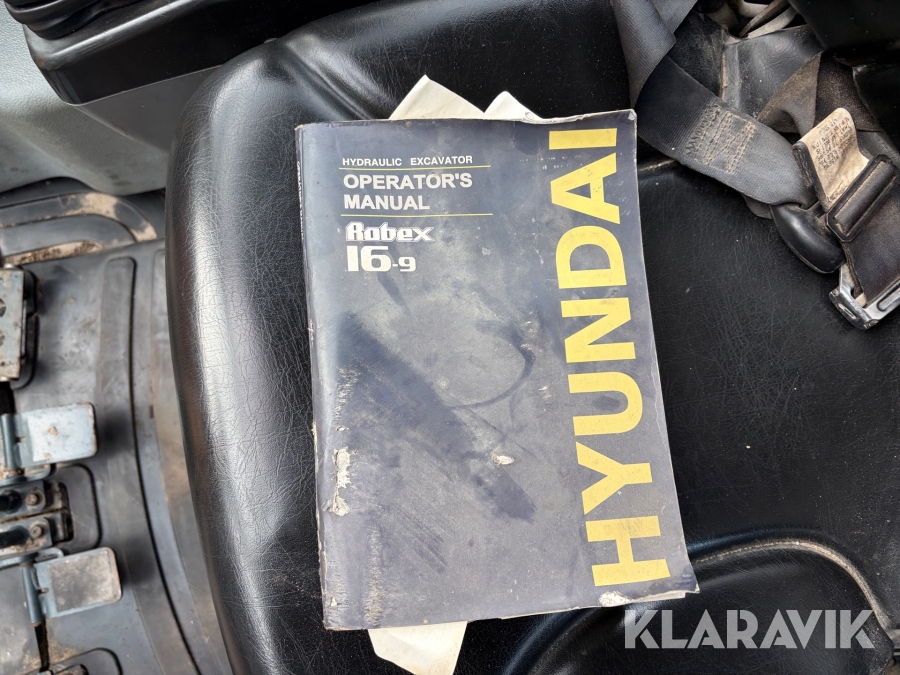 HYDRAULIC EXCAVATOR
OPERATOR'S
MANUAL
Robex
16-9
HYUNDAI
KLARAVIK